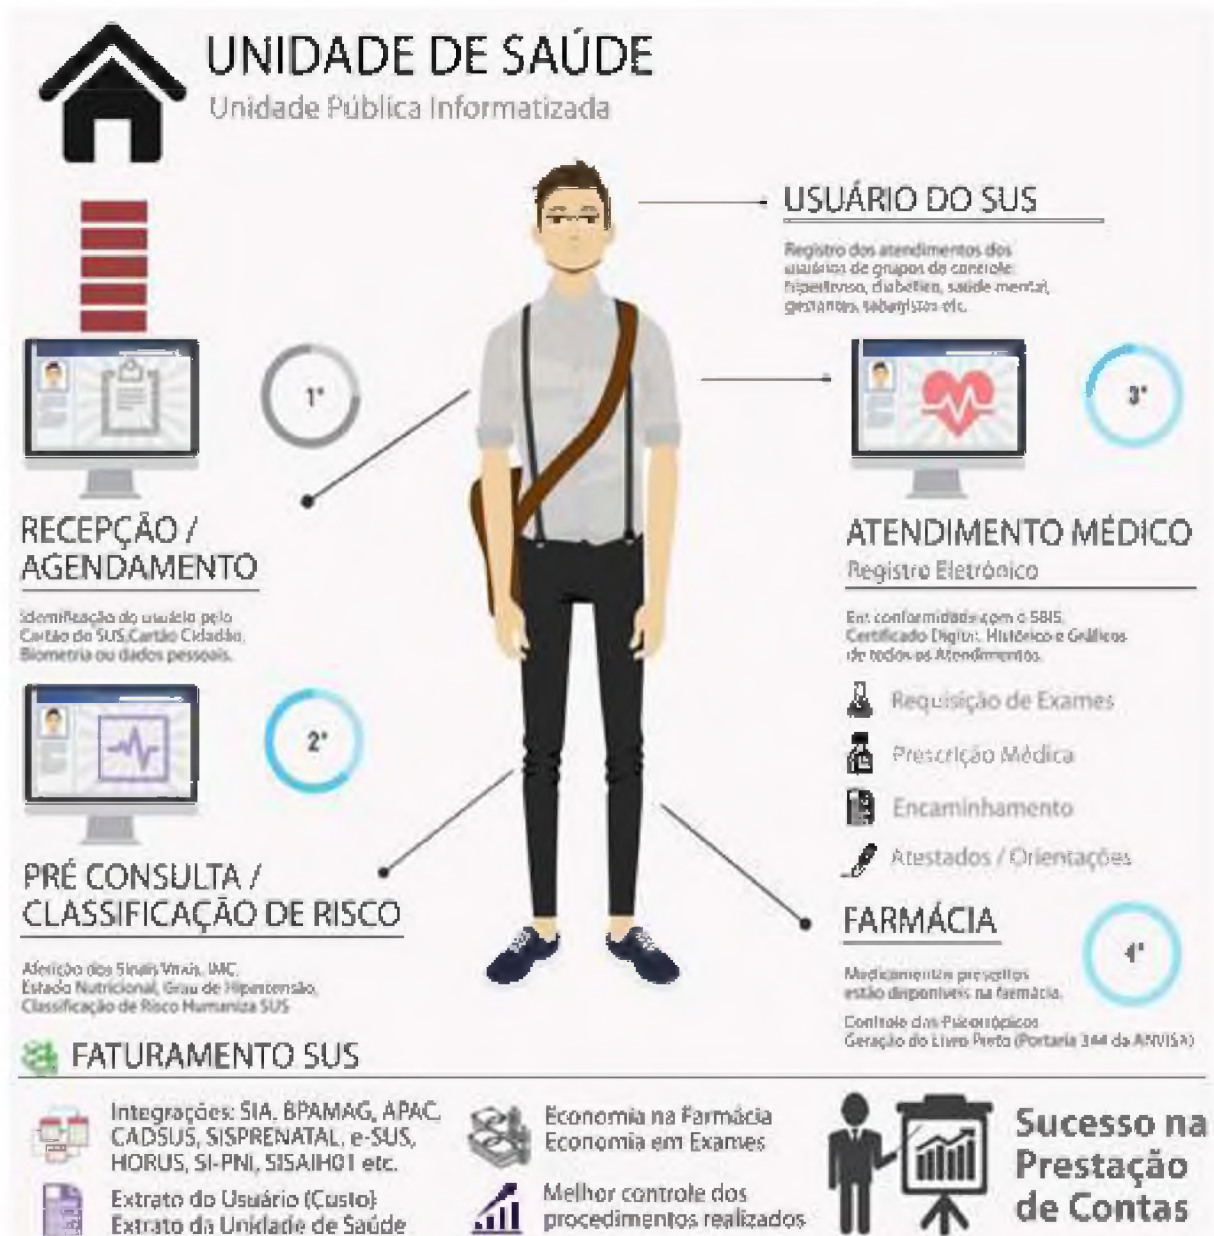 UNIDADE DE SAÚDE
Unidade Pública Informatizada
USUÁRIO DO SUS
Registro dos atendimentos dos
usuários de grupos de controle
hipertenso, diabético, saúde mental,
gestantes, tabagistas etc.
1°
RECEPÇÃO /
AGENDAMENTO
Identificação do usuário pelo
Cartão do SUS, Cartão Cidadão,
Biometria ou dados pessoais.
2°
PRÉ CONSULTA /
CLASSIFICAÇÃO DE RISCO
Aferição dos Sinais Vitais, IMC,
Estado Nutricional, Grau de Hipertensão,
Classificação de Risco Humaniza SUS
3°
ATENDIMENTO MÉDICO
Registro Eletrônico
Em conformidade com o SBIS,
Certificado Digital, Histórico e Gráficos
de todos os Atendimentos.
Requisição de Exames
Prescrição Médica
Encaminhamento
Atestados / Orientações
FARMÁCIA
4°
Medicamentos prescritos
estão disponíveis na farmácia.
Controle dos Psicotrópicos
Geração do Livro Preto (Portaria 344 da ANVISA)
FATURAMENTO SUS
Integrações: SIA, BPAMAG, APAC,
CADSUS, SISPRENATAL, e-SUS,
HORUS, SI-PNI, SISAIH01 etc.
Extrato do Usuário (Custo)
Extrato da Unidade de Saúde
Economia na Farmácia
Economia em Exames
Melhor controle dos
procedimentos realizados
Sucesso na
Prestação
de Contas